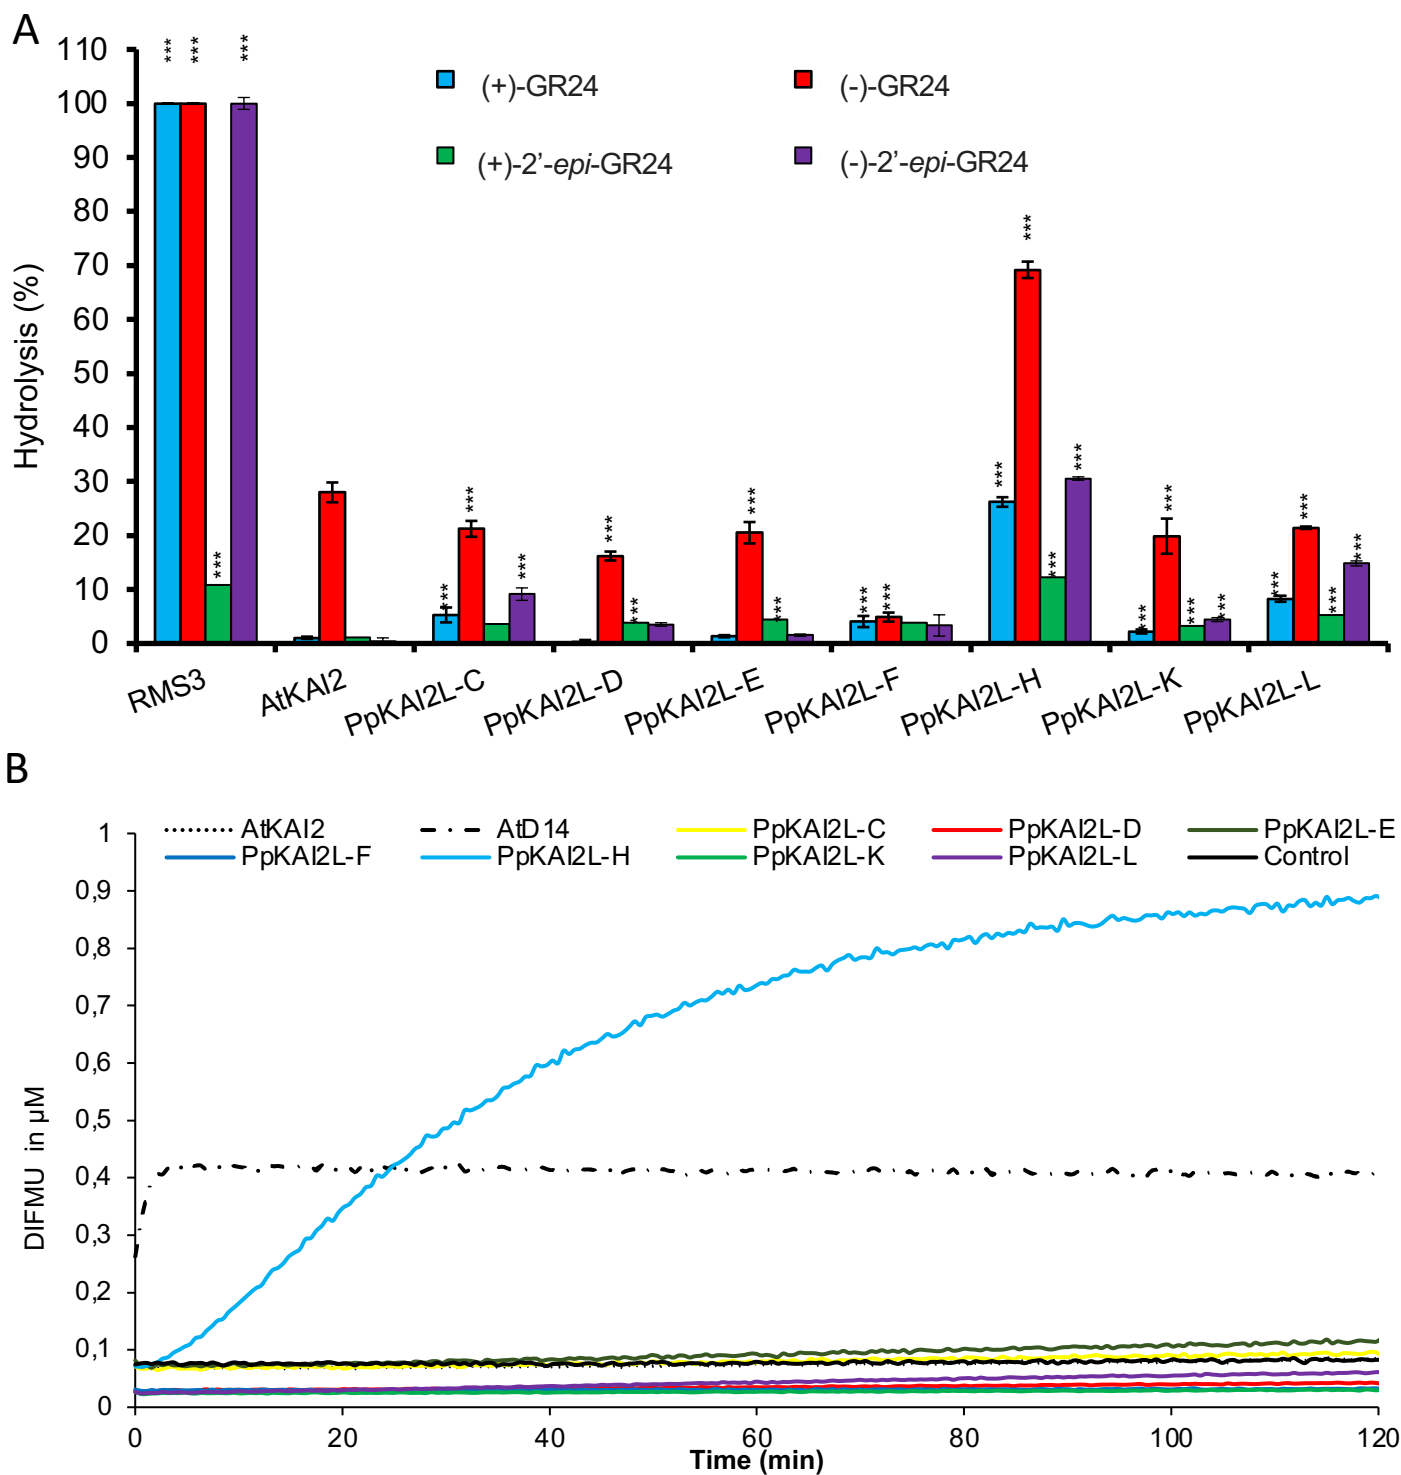 A
110
100
90
80
70
60
50
40
30
20
10
0
Hydrolysis (%)
(+)-GR24
(-)-GR24
(+)-2'-epi-GR24
(-)-2'-epi-GR24
*** *** *** ***
*** *** ***
*** ***
*** ***
*** ***
*** *** *** ***
*** *** *** ***
*** *** *** ***
RMS3 AtKAI2 PpKAI2L-C PpKAI2L-D PpKAI2L-E PpKAI2L-F PpKAI2L-H PpKAI2L-K PpKAI2L-L
B
AtKAI2 AtD14 PpKAI2L-C PpKAI2L-D PpKAI2L-E
PpKAI2L-F PpKAI2L-H PpKAI2L-K PpKAI2L-L Control
1
0,9
0,8
0,7
0,6
0,5
0,4
0,3
0,2
0,1
0
DIFMU in µM
0 20 40 60 80 100 120
Time (min)